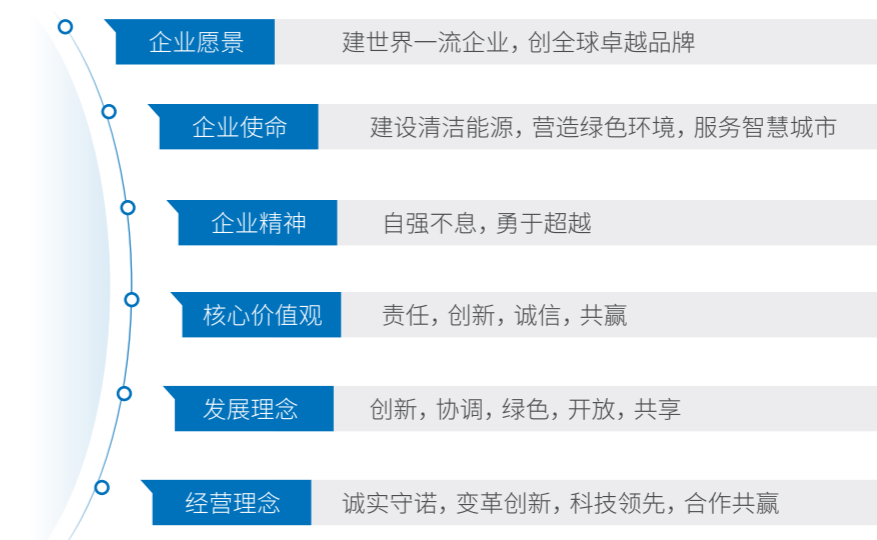 企业愿景 建世界一流企业，创全球卓越品牌
企业使命 建设清洁能源，营造绿色环境，服务智慧城市
企业精神 自强不息，勇于超越
核心价值观 责任，创新，诚信，共赢
发展理念 创新，协调，绿色，开放，共享
经营理念 诚实守诺，变革创新，科技领先，合作共赢